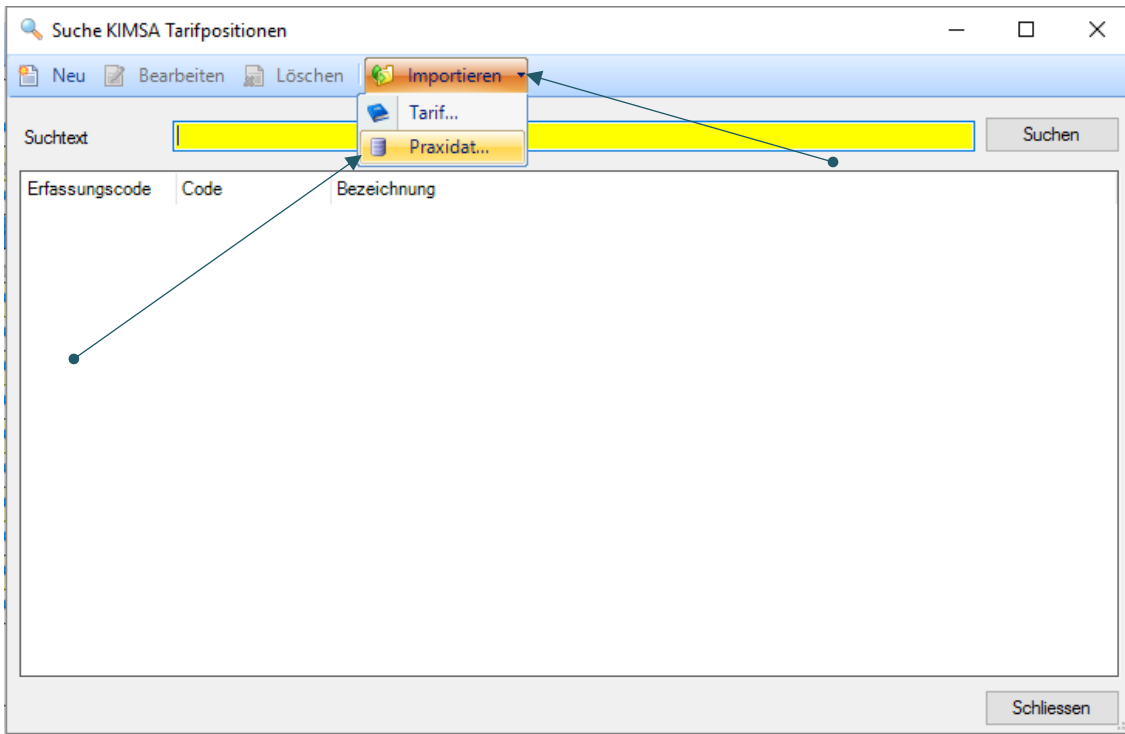 Suche KIMSA Tarifpositionen
Neu Bearbeiten Löschen Importieren
Tarif...
Praxidat...
Suchtext Suchen
Erfassungscode Code Bezeichnung
Schliessen